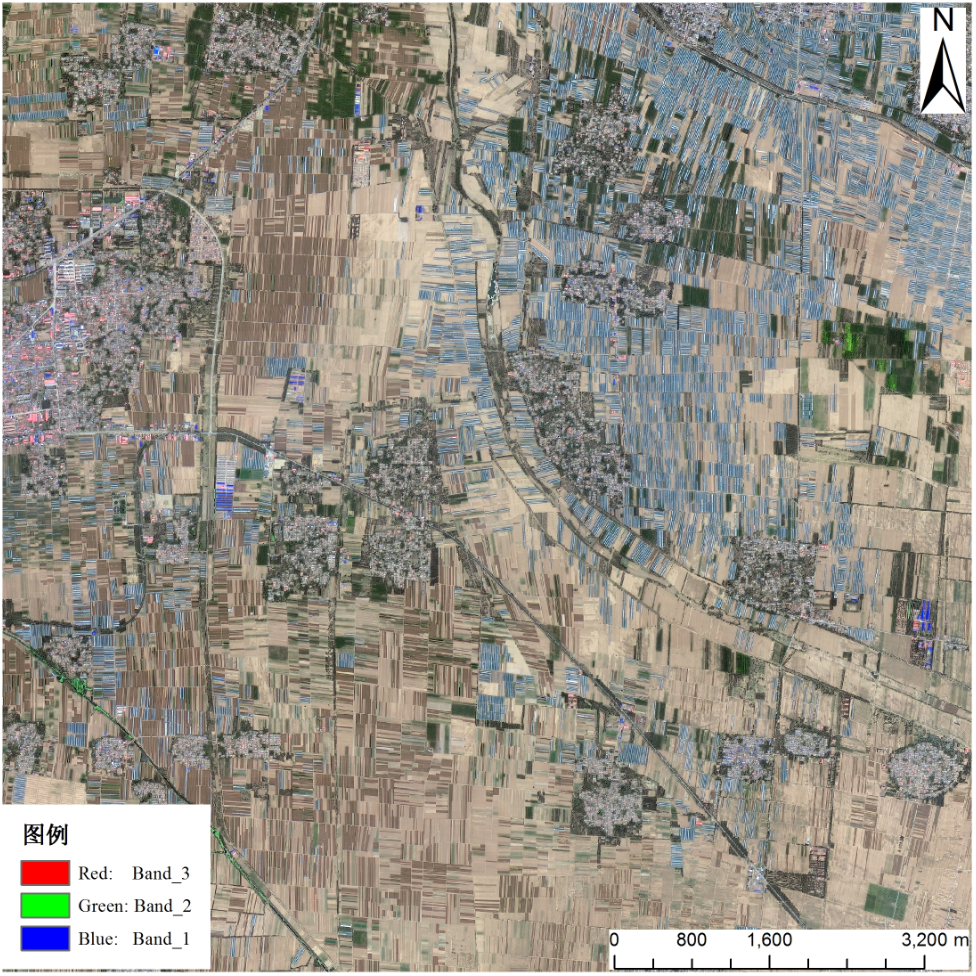 N
图例
Red: Band_3
Green: Band_2
Blue: Band_1
0 800 1,600 3,200 m